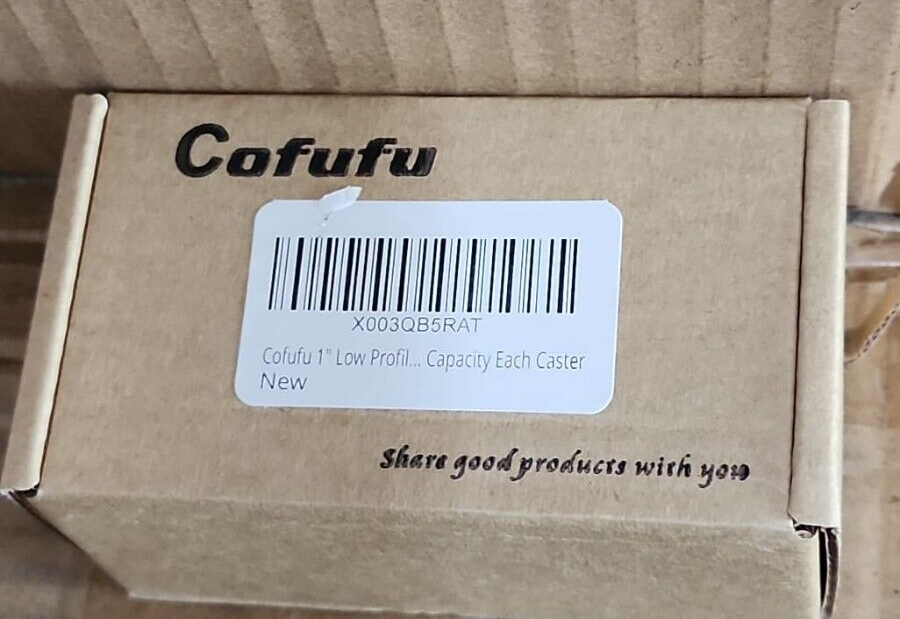 Cofufu
X003QB5RAT
Cofufu 1" Low Profil... Capacity Each Caster
New
Share good products with you